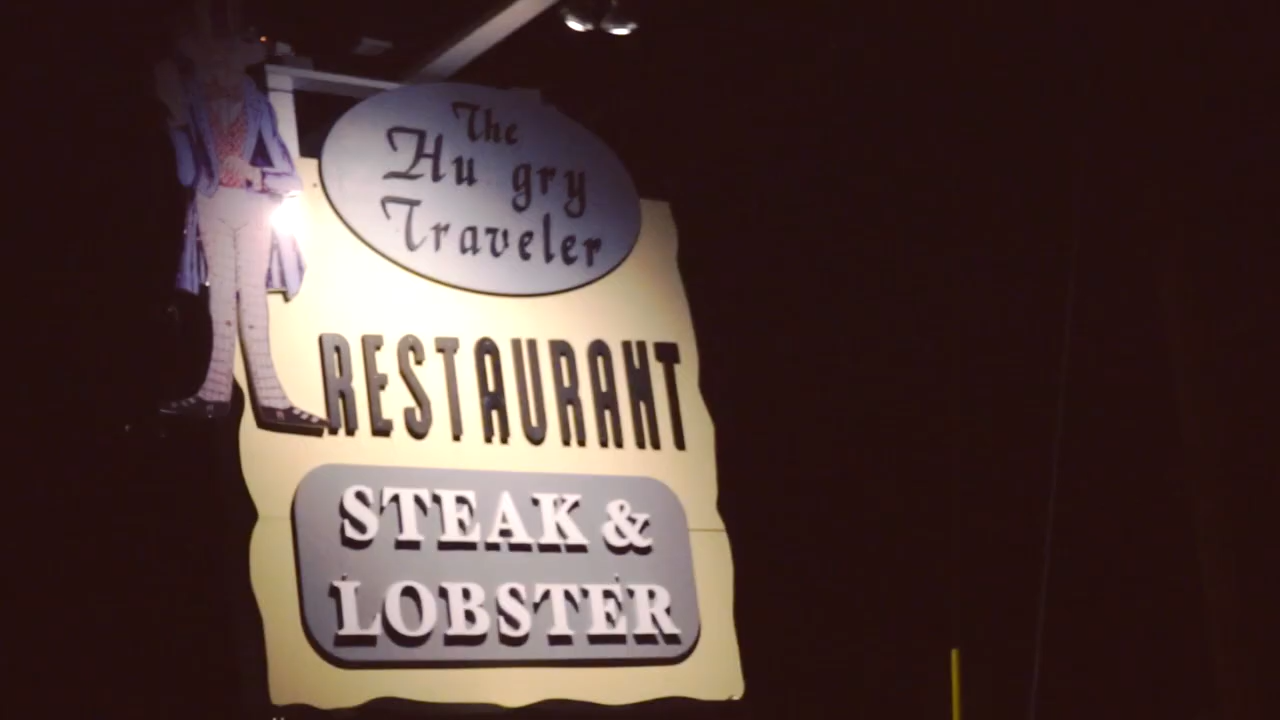 The
Hu gry
Traveler
RESTAURANT
STEAK &
LOBSTER